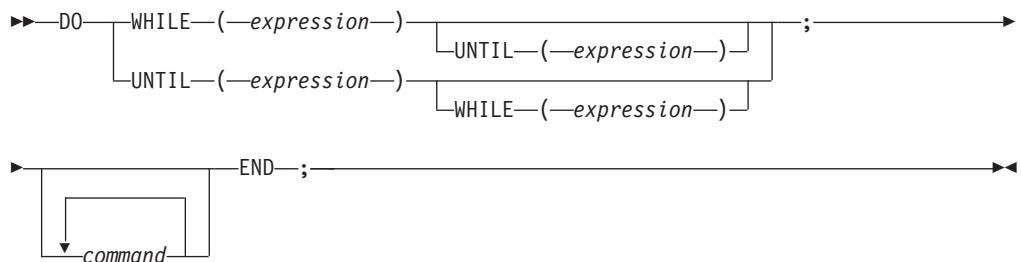 DO WHILE ( expression ) ;
UNTIL ( expression )
UNTIL ( expression )
WHILE ( expression )
END ;
command